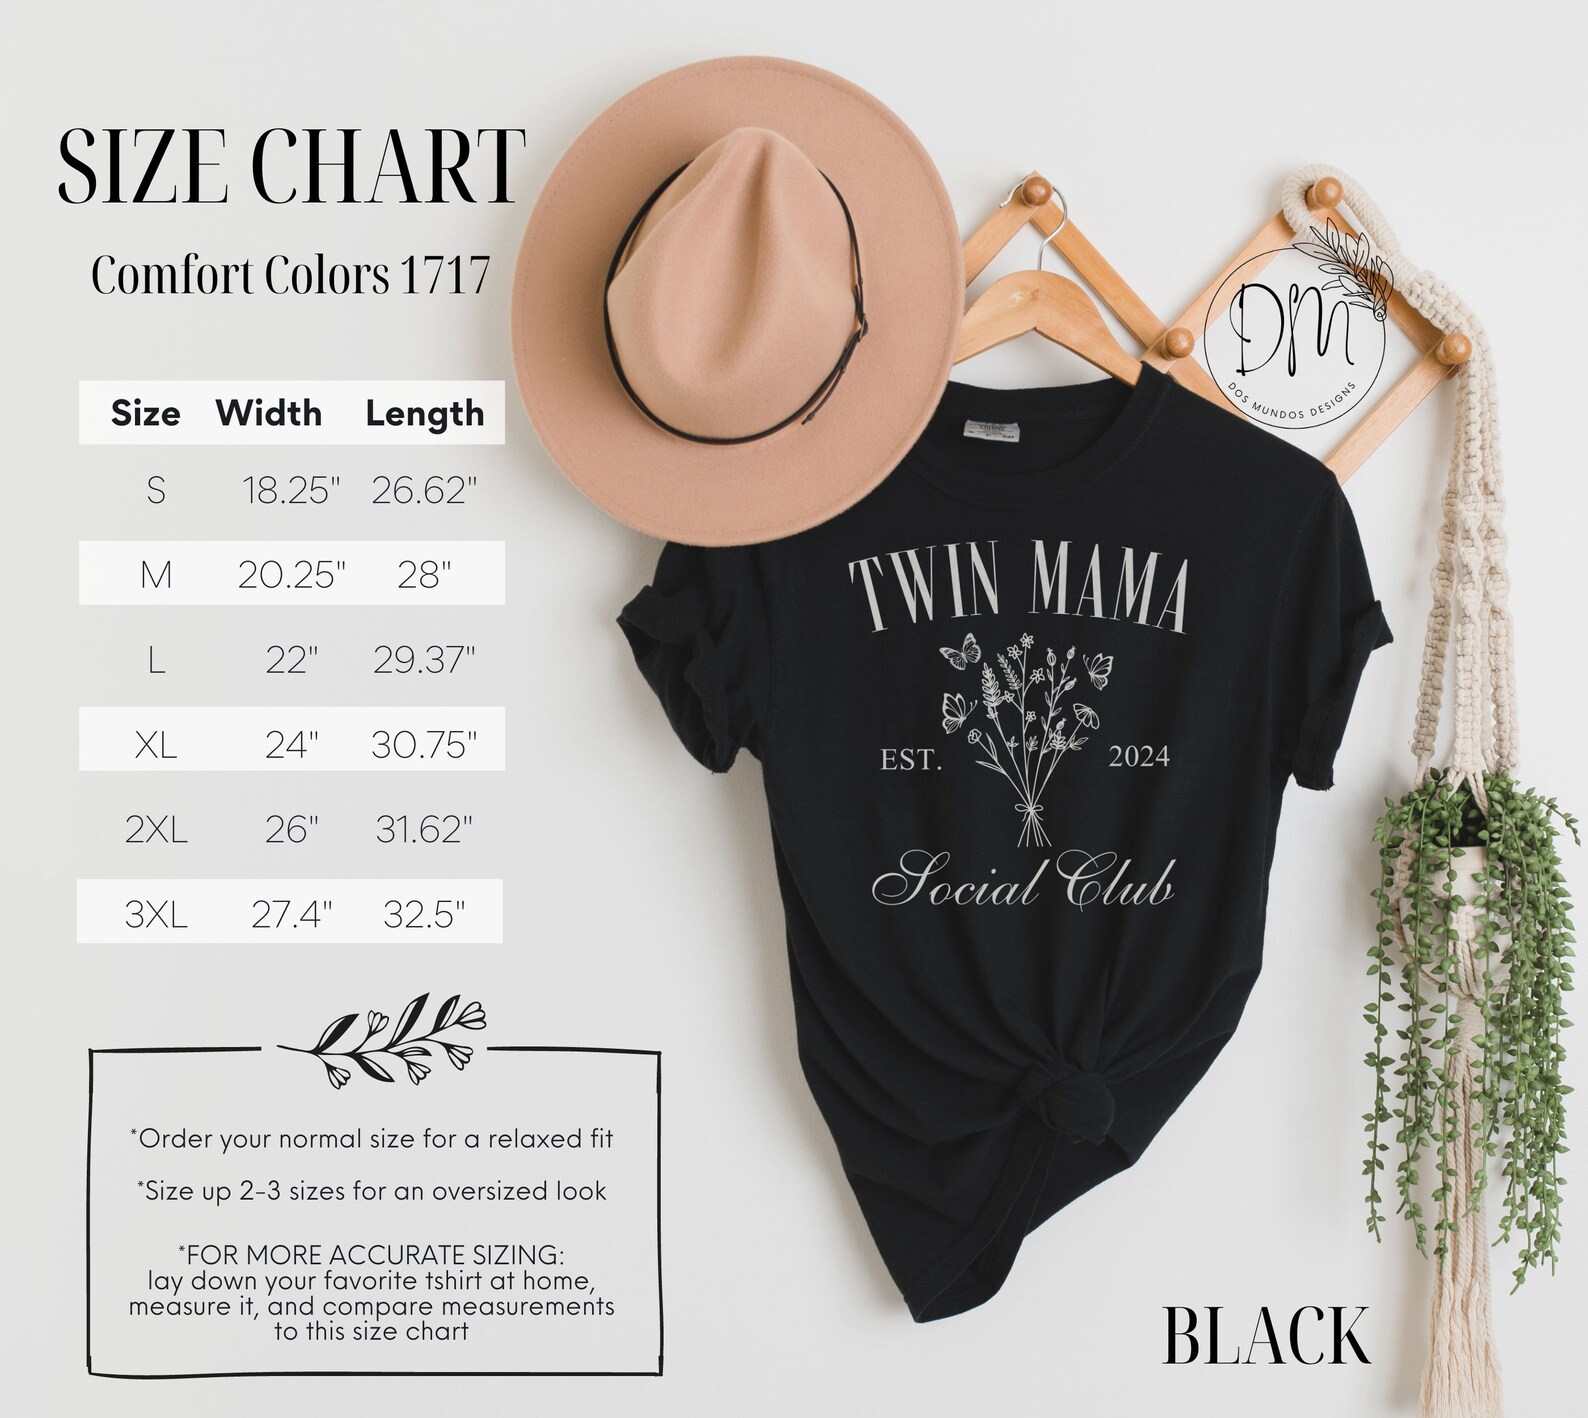 SIZE CHART
Comfort Colors 1717
Size Width Length
S 18.25" 26.62"
M 20.25" 28"
L 22" 29.37"
XL 24" 30.75"
2XL 26" 31.62"
3XL 27.4" 32.5"
*Order your normal size for a relaxed fit
*Size up 2-3 sizes for an oversized look
*FOR MORE ACCURATE SIZING:
lay down your favorite tshirt at home,
measure it, and compare measurements
to this size chart
DM
DOS MUNDOS DESIGNS
TWIN MAMA
EST. 2024
Social Club
BLACK